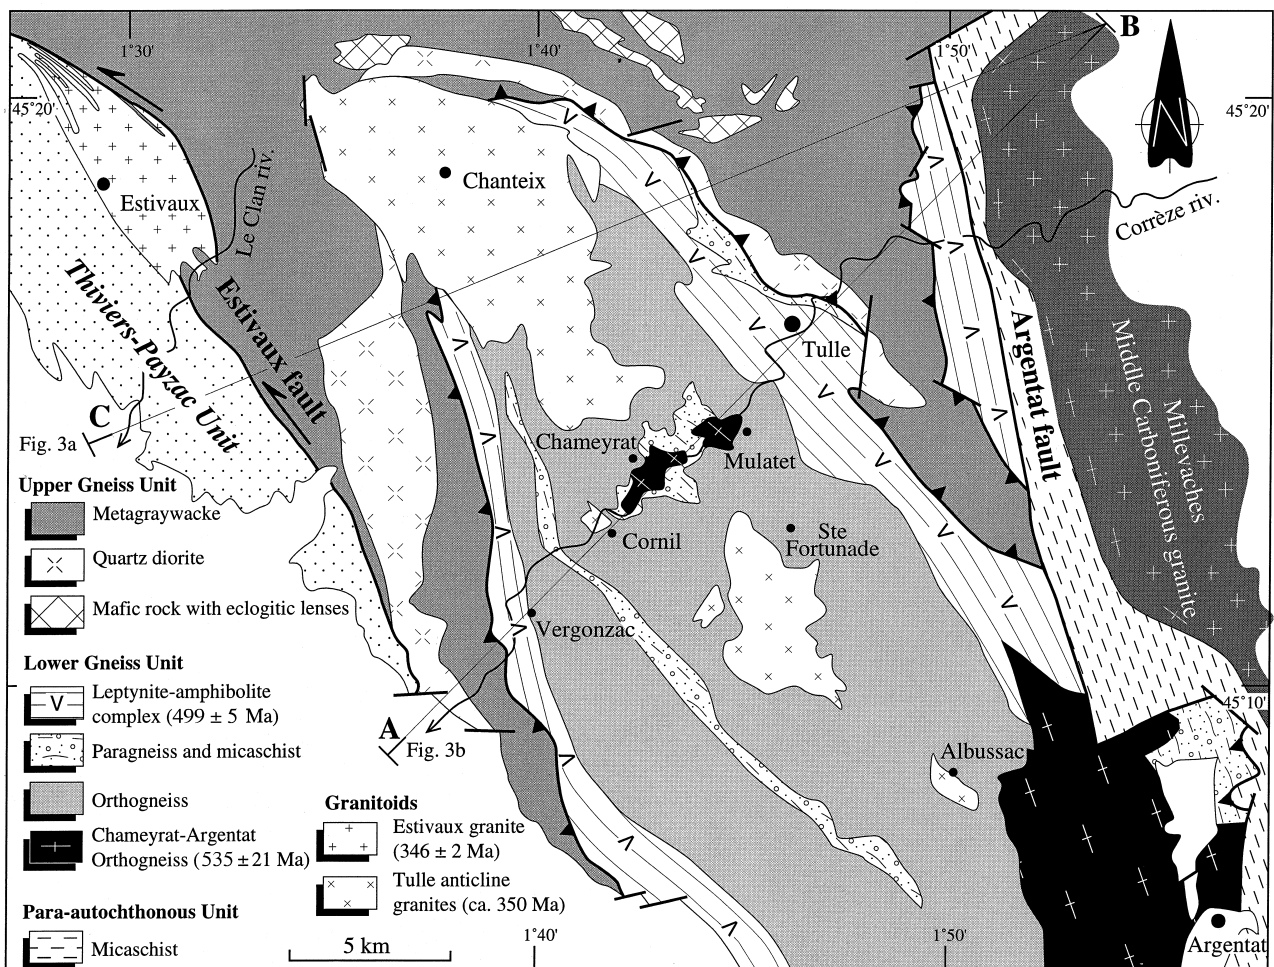 1°30'
1°40'
1°50'
B
45°20'
45°20'
N
Le Clan riv.
Estivaux
Chanteix
Corrèze riv.
Thiviers-Payzac Unit
Estivaux fault
Tulle
Argentat fault
Middle Carboniferous granite
Millevaches
C
Fig. 3a
Chameyrat
Mulatet
Cornil
Ste
Fortunade
Vergonzac
A
Fig. 3b
45°10'
Albussac
Argentat
Upper Gneiss Unit
Metagraywacke
Quartz diorite
Mafic rock with eclogitic lenses
Lower Gneiss Unit
V Leptynite-amphibolite
complex (499 ± 5 Ma)
Paragneiss and micaschist
Orthogneiss
Chameyrat-Argentat
Orthogneiss (535 ± 21 Ma)
Para-autochthonous Unit
Micaschist
Granitoids
Estivaux granite
(346 ± 2 Ma)
Tulle anticline
granites (ca. 350 Ma)
5 km
1°40'
1°50'